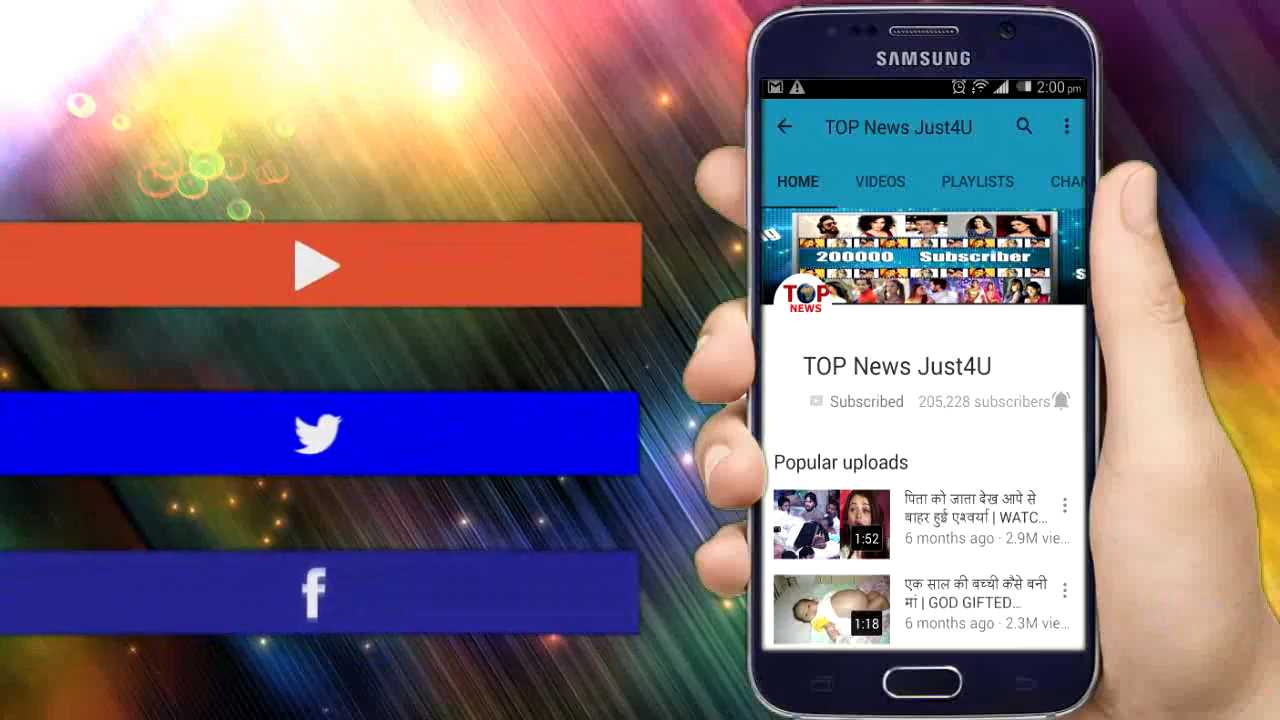 SAMSUNG
2:00 pm
TOP News Just4U
HOME VIDEOS PLAYLISTS CHAN
200000 Subscriber
TOP
NEWS
TOP News Just4U
Subscribed 205,228 subscribers
Popular uploads
पिता को जाता देख आपे से
बाहर हुई एश्वर्या | WATC...
6 months ago · 2.9M vie...
1:52
एक साल की बच्ची कैसे बनी
मां | GOD GIFTED...
6 months ago · 2.3M vie...
1:18